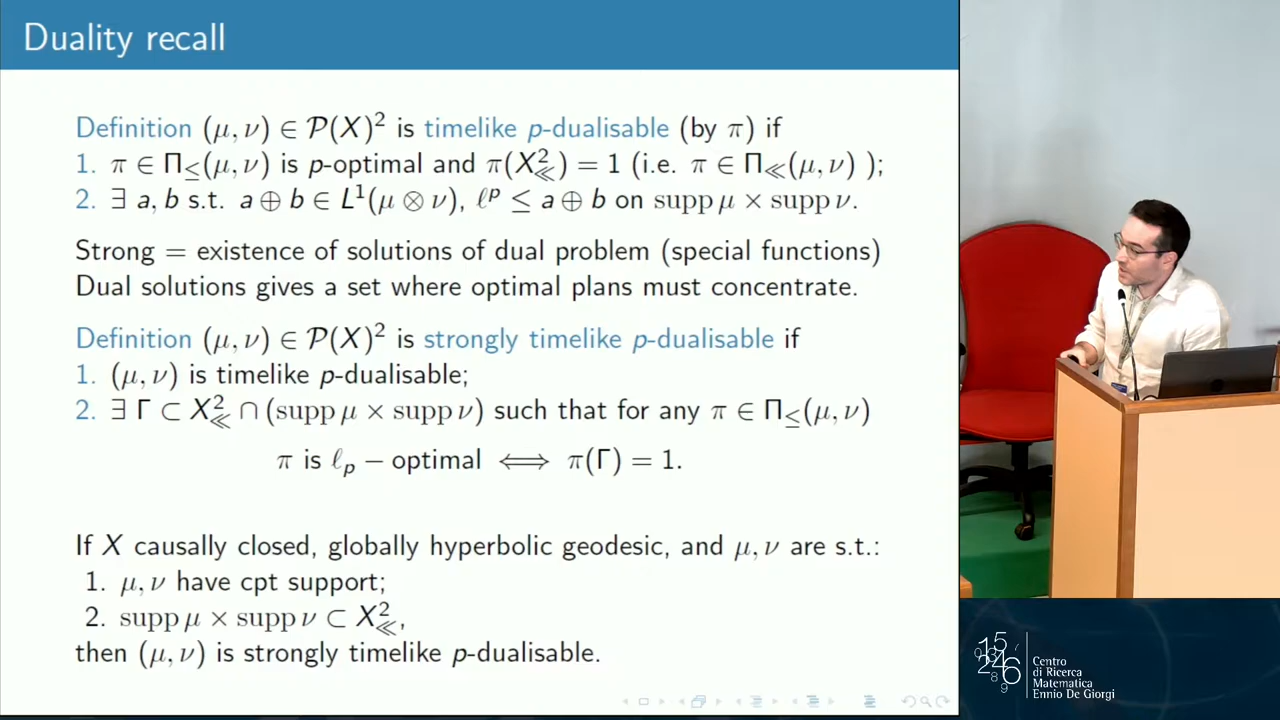 Duality recall
Definition (μ, ν) ∈ 𝒫(X)² is timelike p-dualisable (by π) if
1. π ∈ Π≤(μ, ν) is p-optimal and π(X²≪) = 1 (i.e. π ∈ Π≪(μ, ν) );
2. ∃ a, b s.t. a ⊕ b ∈ L¹(μ ⊗ ν), ℓᵖ ≤ a ⊕ b on supp μ × supp ν.
Strong = existence of solutions of dual problem (special functions)
Dual solutions gives a set where optimal plans must concentrate.
Definition (μ, ν) ∈ 𝒫(X)² is strongly timelike p-dualisable if
1. (μ, ν) is timelike p-dualisable;
2. ∃ Γ ⊂ X²≪ ∩ (supp μ × supp ν) such that for any π ∈ Π≤(μ, ν)
π is ℓₚ − optimal ⟺ π(Γ) = 1.
If X causally closed, globally hyperbolic geodesic, and μ, ν are s.t.:
1. μ, ν have cpt support;
2. supp μ × supp ν ⊂ X²≪,
then (μ, ν) is strongly timelike p-dualisable.
Centro
di Ricerca
Matematica
Ennio De Giorgi